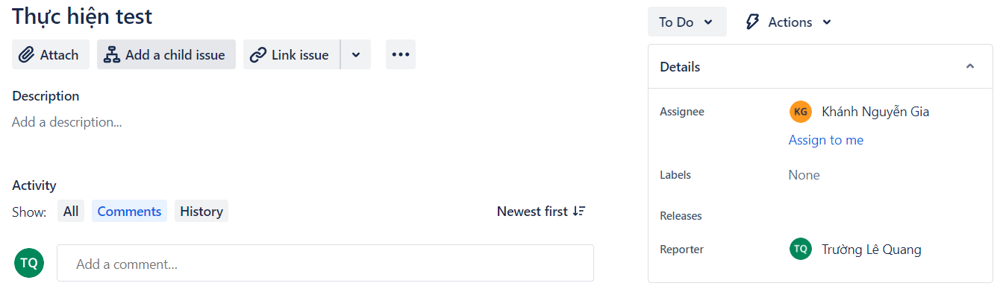 Thực hiện test
Attach
Add a child issue
Link issue
Description
Add a description...
Activity
Show:
All
Comments
History
Newest first
TQ
Add a comment...
To Do
Actions
Details
Assignee
KG
Khánh Nguyễn Gia
Assign to me
Labels
None
Releases
Reporter
TQ
Trường Lê Quang